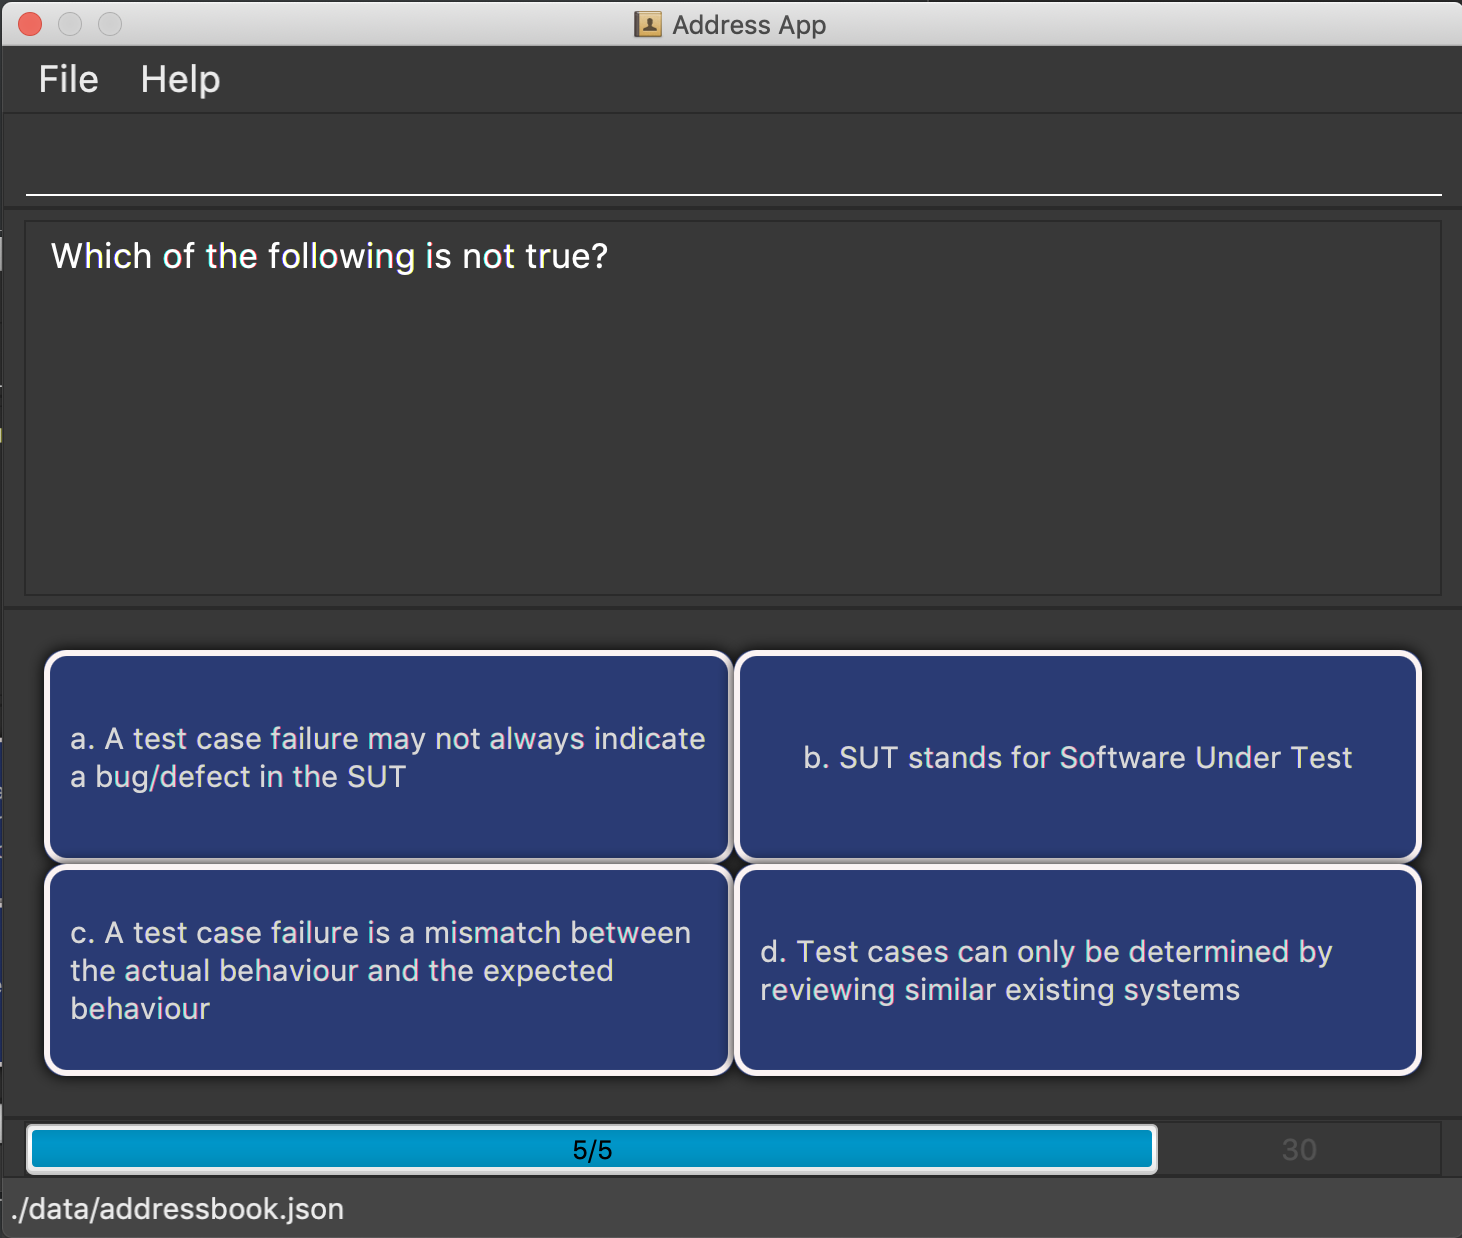 Address App
File Help
Which of the following is not true?
a. A test case failure may not always indicate
a bug/defect in the SUT
b. SUT stands for Software Under Test
c. A test case failure is a mismatch between
the actual behaviour and the expected
behaviour
d. Test cases can only be determined by
reviewing similar existing systems
5/5
30
./data/addressbook.json